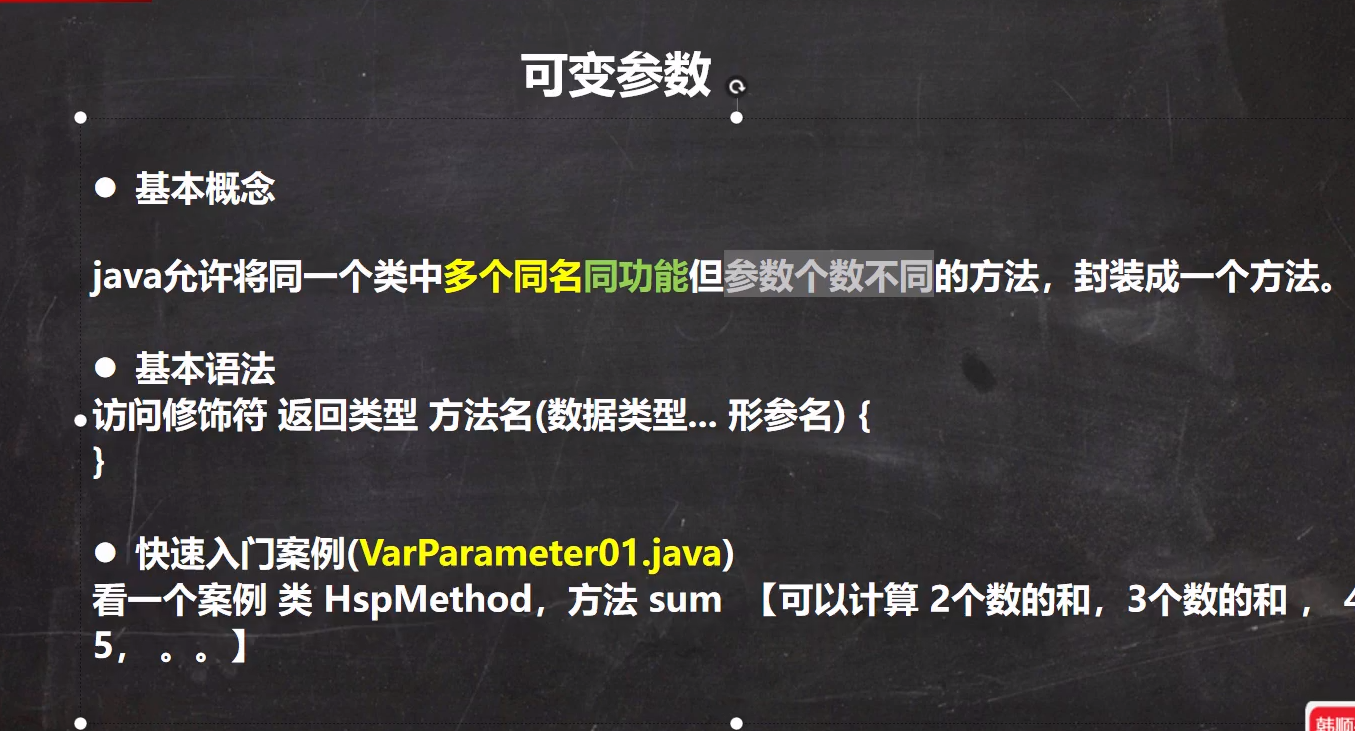 可变参数
● 基本概念
java允许将同一个类中多个同名同功能但参数个数不同的方法，封装成一个方法。
● 基本语法
访问修饰符 返回类型 方法名(数据类型... 形参名) {
}
● 快速入门案例(VarParameter01.java)
看一个案例 类 HspMethod，方法 sum 【可以计算 2个数的和，3个数的和 ， 4
5， 。。】
韩顺